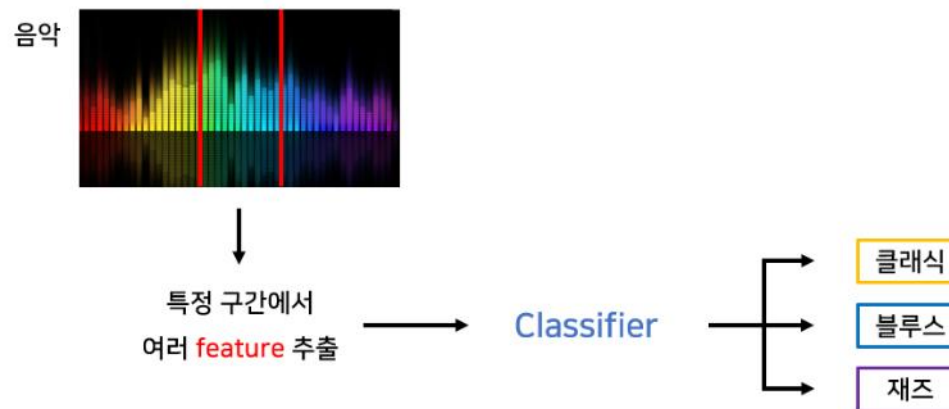 음악
특정 구간에서
여러 feature 추출
Classifier
클래식
블루스
재즈